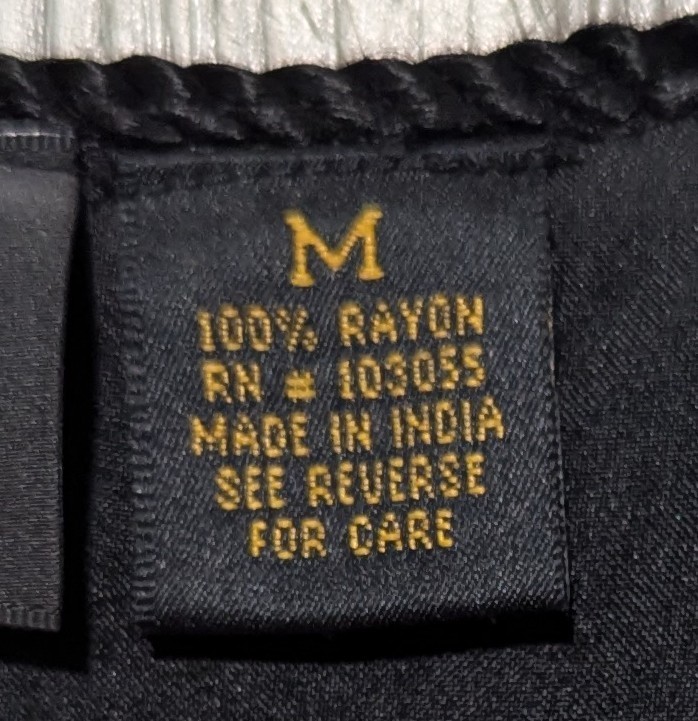 M
100% RAYON
RN # 103055
MADE IN INDIA
SEE REVERSE
FOR CARE